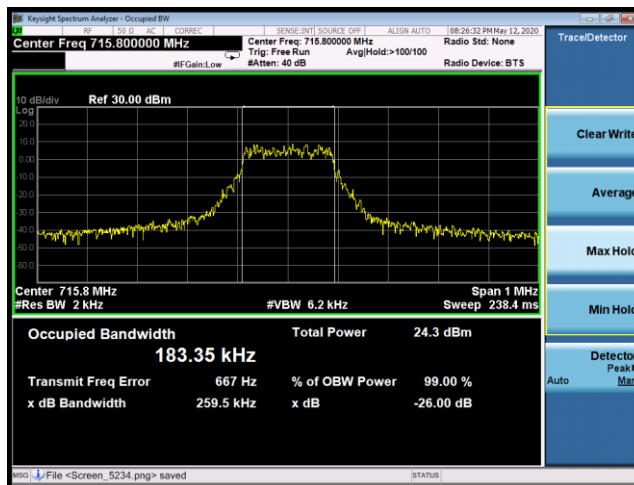 Keysight Spectrum Analyzer - Occupied BW
RF 50 Ω AC CORREC SENSE:INT SOURCE OFF ALIGN AUTO 08:26:32 PM May 12, 2020
Center Freq 715.800000 MHz
Center Freq: 715.800000 MHz Radio Std: None
Trig: Free Run Avg|Hold:>100/100
#IFGain:Low #Atten: 40 dB Radio Device: BTS
10 dB/div Ref 30.00 dBm
Log
20.0
10.0
0.00
-10.0
-20.0
-30.0
-40.0
-50.0
-60.0
Center 715.8 MHz Span 1 MHz
#Res BW 2 kHz #VBW 6.2 kHz Sweep 238.4 ms
Occupied Bandwidth Total Power 24.3 dBm
183.35 kHz
Transmit Freq Error 667 Hz % of OBW Power 99.00 %
x dB Bandwidth 259.5 kHz x dB -26.00 dB
MSG File <Screen_5234.png> saved STATUS
Trace/Detector
Clear Write
Average
Max Hold
Min Hold
Detector
Peak
Auto Man